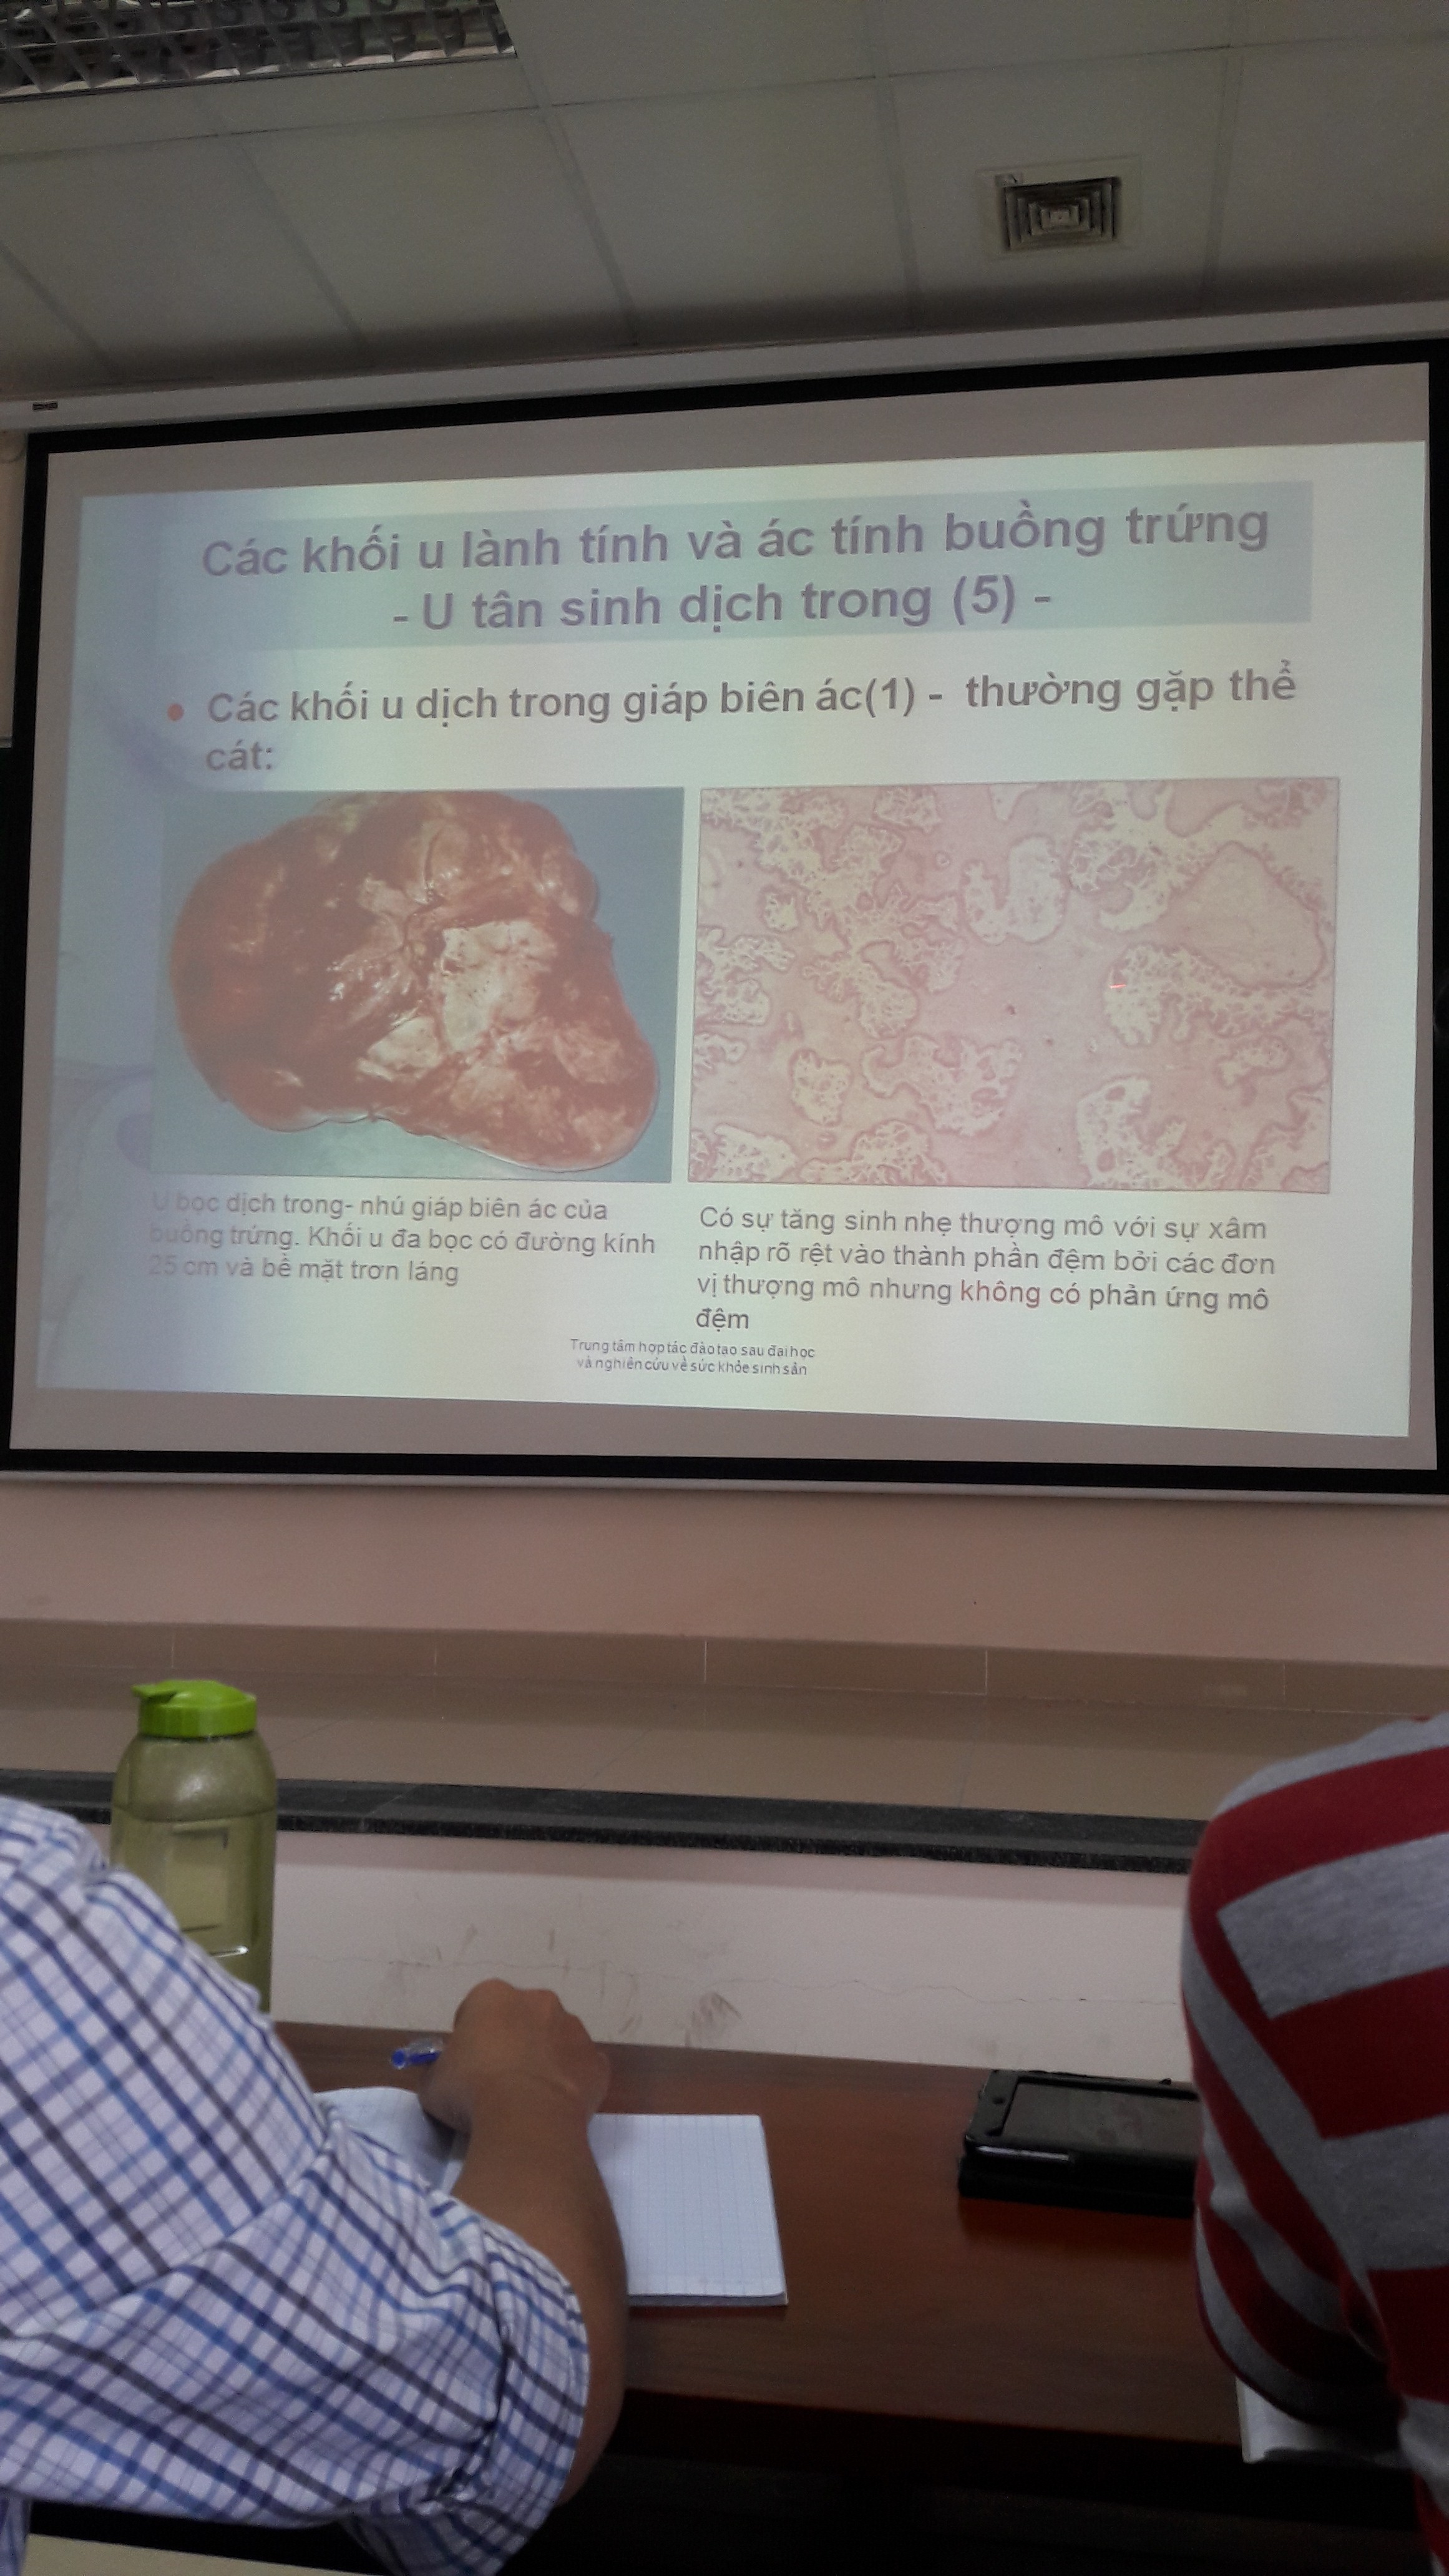 Các khối u lành tính và ác tính buồng trứng
- U tân sinh dịch trong (5) -
Các khối u dịch trong giáp biên ác(1) - thường gặp thể
cát:
U bọc dịch trong- nhú giáp biên ác của
buồng trứng. Khối u đa bọc có đường kính
25 cm và bề mặt trơn láng
Có sự tăng sinh nhẹ thượng mô với sự xâm
nhập rõ rệt vào thành phần đệm bởi các đơn
vị thượng mô nhưng không có phản ứng mô
đệm
Trung tâm hợp tác đào tạo sau đại học
và nghiên cứu về sức khỏe sinh sản